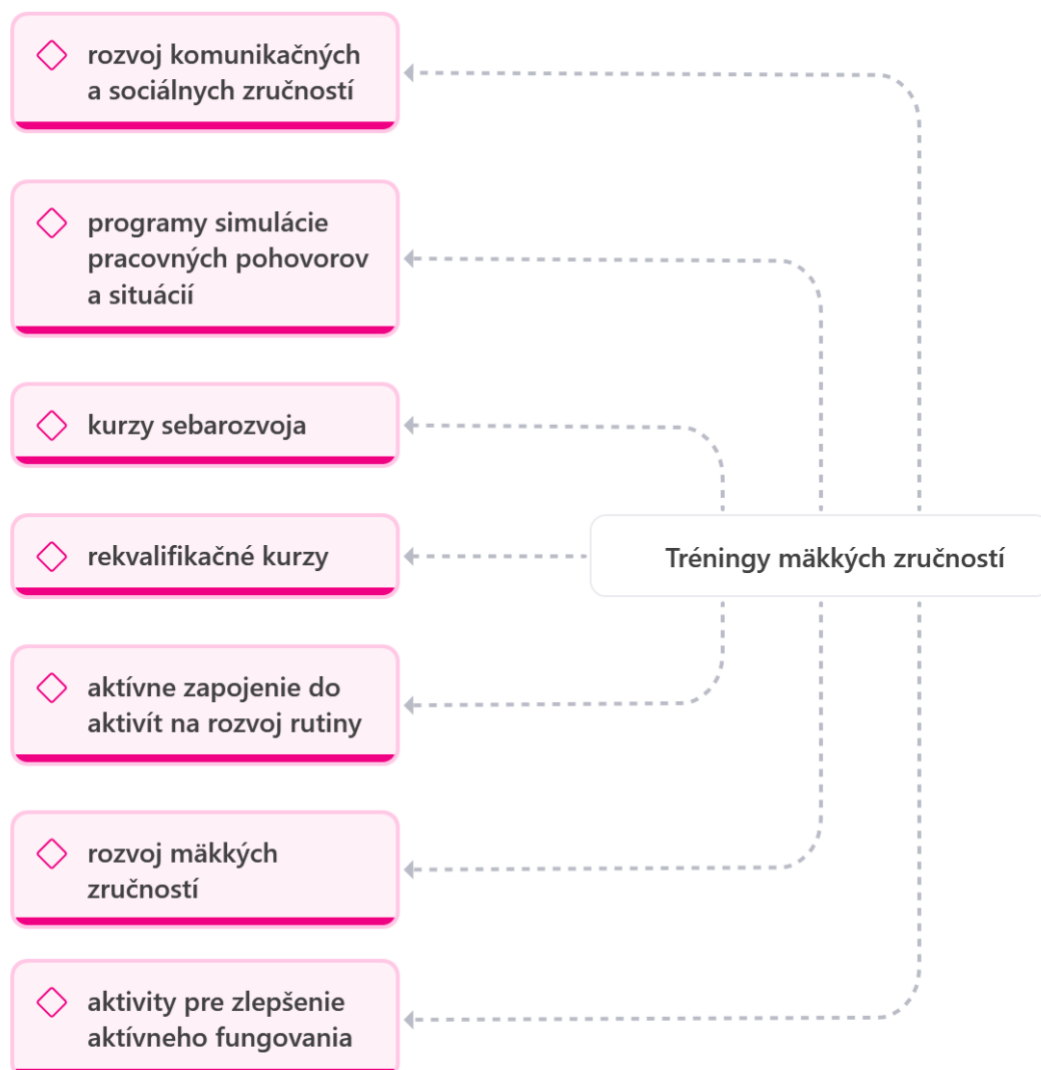 rozvoj komunikačných
a sociálnych zručností
programy simulácie
pracovných pohovorov
a situácií
kurzy sebarozvoja
rekvalifikačné kurzy
Tréningy mäkkých zručností
aktívne zapojenie do
aktivít na rozvoj rutiny
rozvoj mäkkých
zručností
aktivity pre zlepšenie
aktívneho fungovania